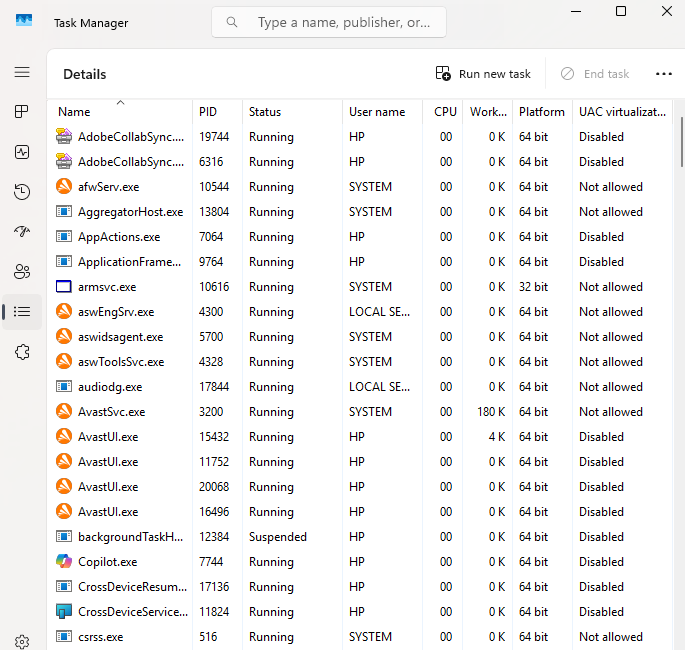 Task Manager
Type a name, publisher, or...
Details
Run new task
End task
Name PID Status User name CPU Work... Platform UAC virtualizat...
AdobeCollabSync.... 19744 Running HP 00 0 K 64 bit Disabled
AdobeCollabSync.... 6316 Running HP 00 0 K 64 bit Disabled
afwServ.exe 10544 Running SYSTEM 00 0 K 64 bit Not allowed
AggregatorHost.exe 13804 Running SYSTEM 00 0 K 64 bit Not allowed
AppActions.exe 7064 Running HP 00 0 K 64 bit Disabled
ApplicationFrame... 9764 Running HP 00 0 K 64 bit Disabled
armsvc.exe 10616 Running SYSTEM 00 0 K 32 bit Not allowed
aswEngSrv.exe 4300 Running LOCAL SE... 00 0 K 64 bit Not allowed
aswidsagent.exe 5700 Running SYSTEM 00 0 K 64 bit Not allowed
aswToolsSvc.exe 4328 Running SYSTEM 00 0 K 64 bit Not allowed
audiodg.exe 17844 Running LOCAL SE... 00 0 K 64 bit Not allowed
AvastSvc.exe 3200 Running SYSTEM 00 180 K 64 bit Not allowed
AvastUI.exe 15432 Running HP 00 4 K 64 bit Disabled
AvastUI.exe 11752 Running HP 00 0 K 64 bit Disabled
AvastUI.exe 20068 Running HP 00 0 K 64 bit Disabled
AvastUI.exe 16496 Running HP 00 0 K 64 bit Disabled
backgroundTaskH... 12384 Suspended HP 00 0 K 64 bit Disabled
Copilot.exe 7744 Running HP 00 0 K 64 bit Disabled
CrossDeviceResum... 17136 Running HP 00 0 K 64 bit Disabled
CrossDeviceService... 11824 Running HP 00 0 K 64 bit Disabled
csrss.exe 516 Running SYSTEM 00 0 K 64 bit Not allowed